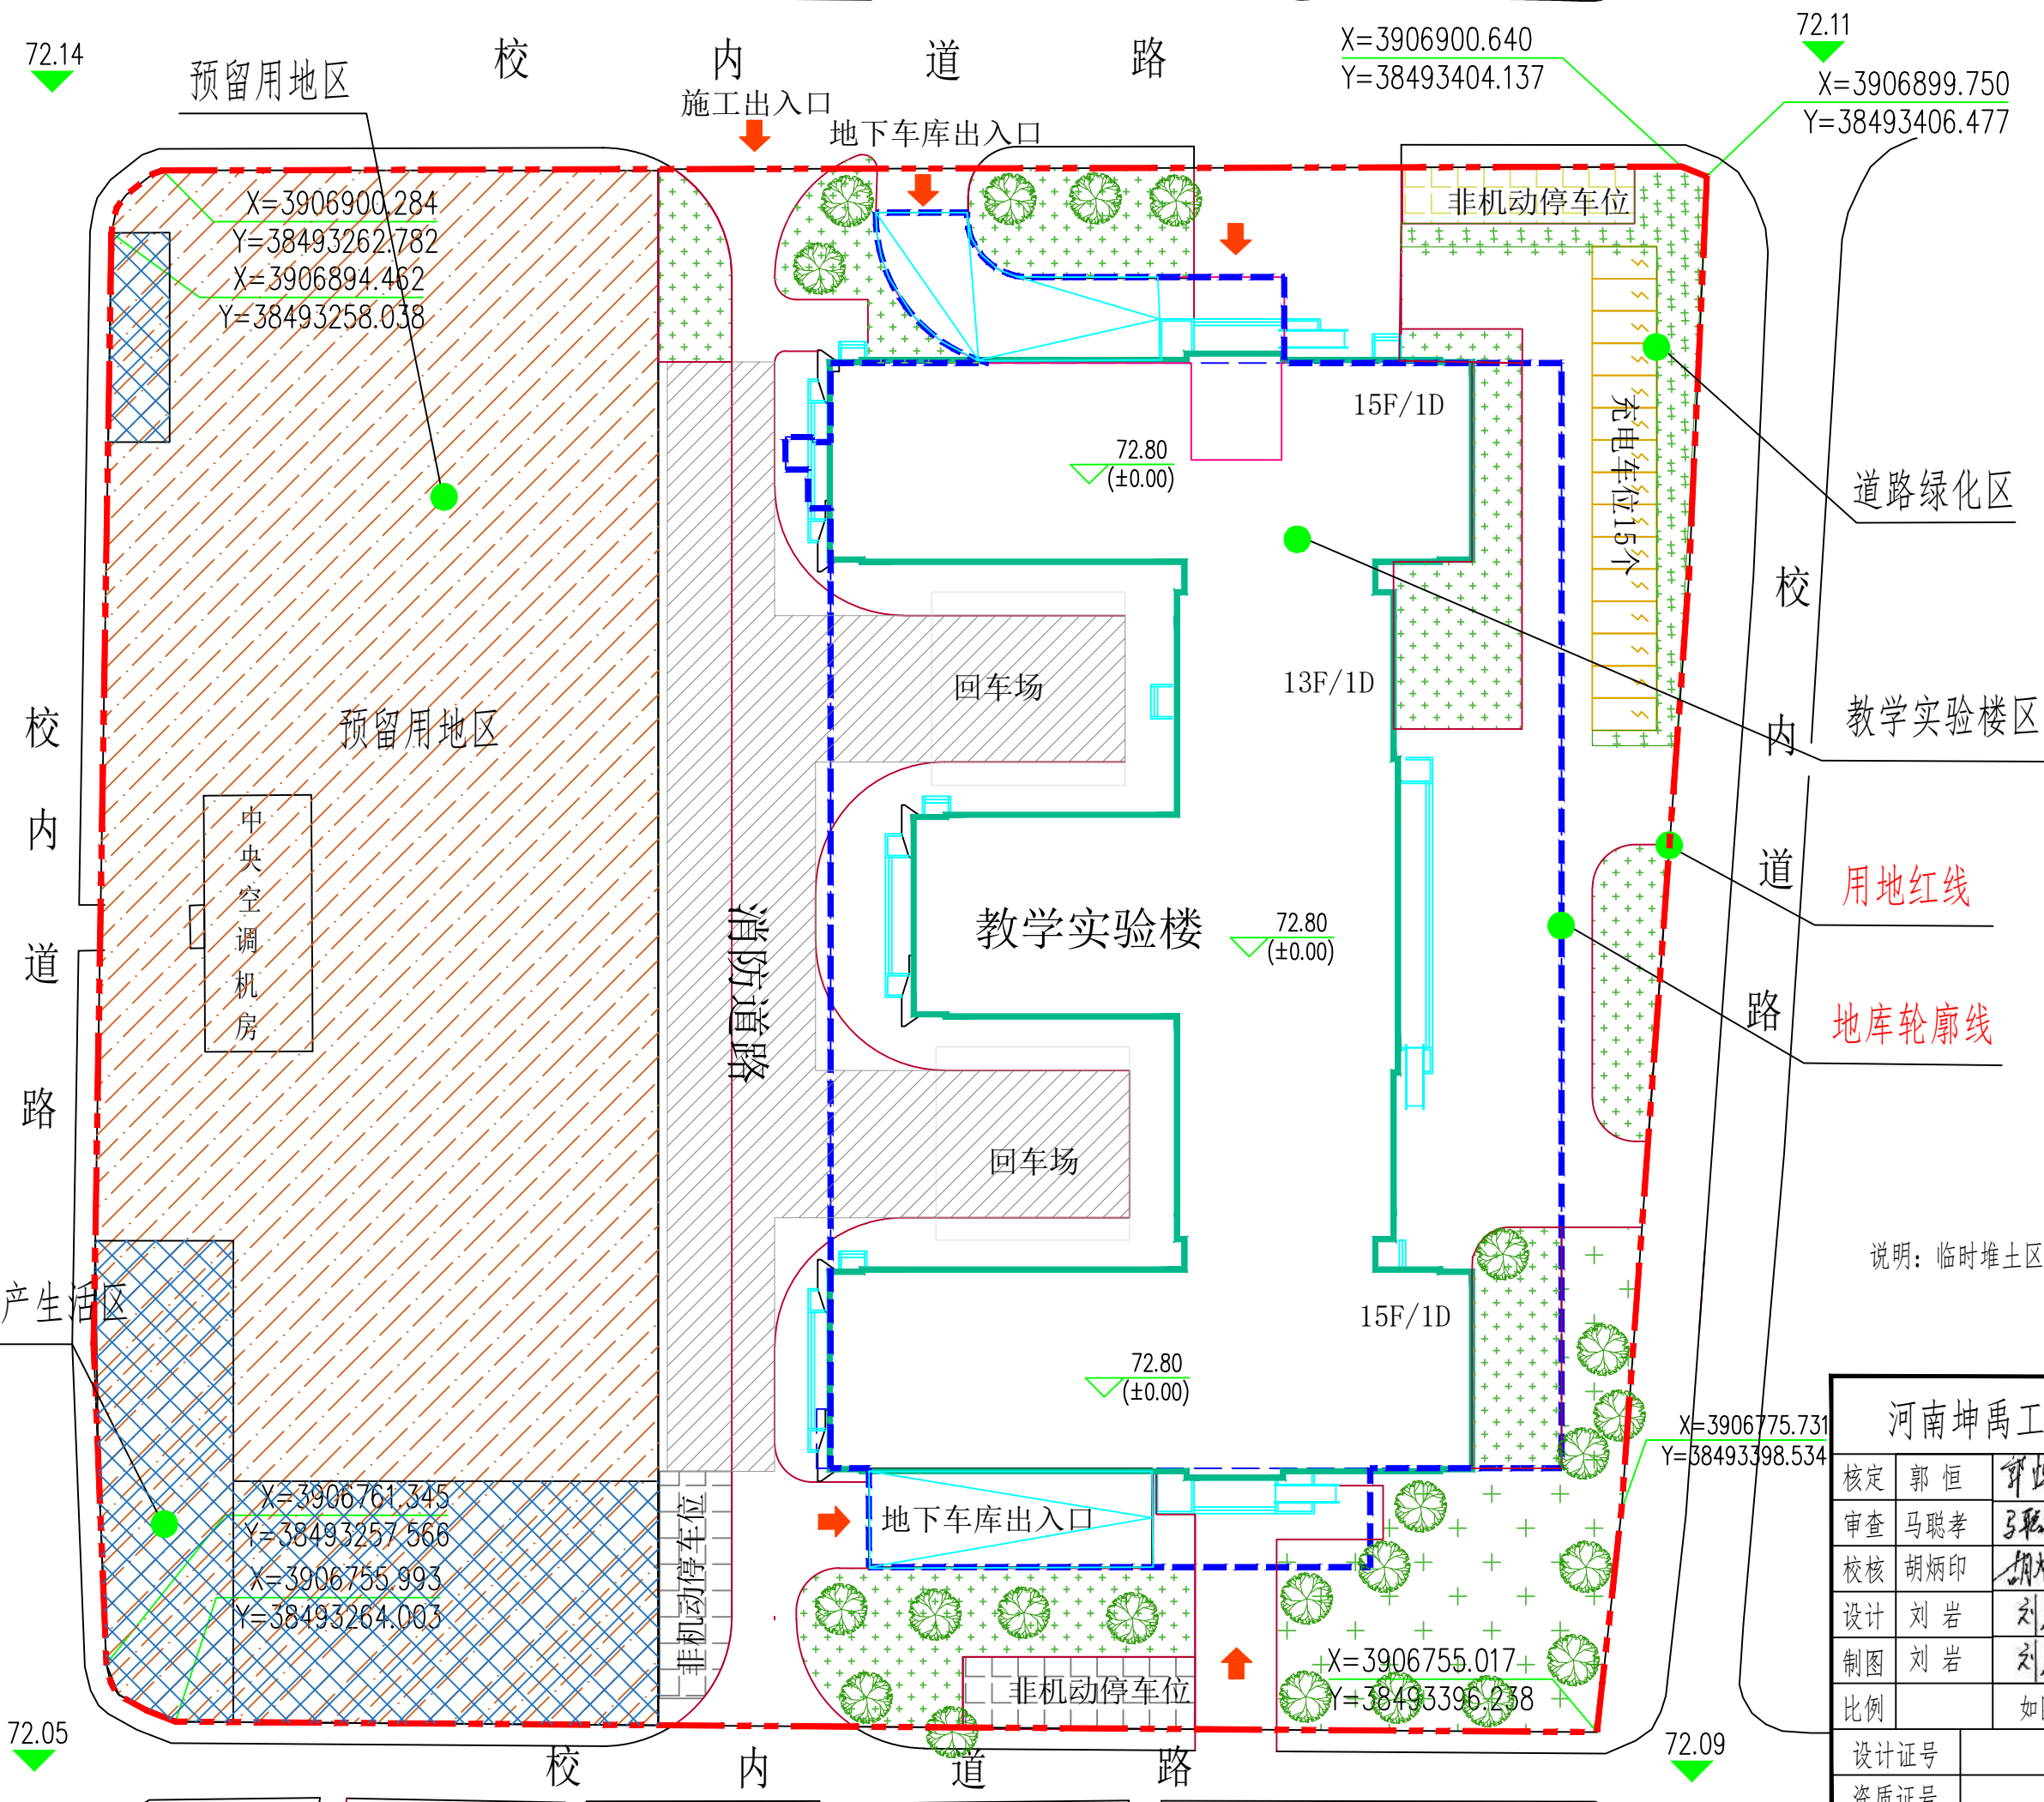 72.14
预留用地区
校内道路
施工出入口
地下车库出入口
X=3906900.640
Y=38493404.137
72.11
X=3906899.750
Y=38493406.477
X=3906900.284
Y=38493262.782
X=3906894.462
Y=38493258.038
非机动停车位
15F/1D
72.80
(±0.00)
充电车位15个
道路绿化区
校内道路
教学实验楼区
13F/1D
回车场
预留用地区
校内道路
中央空调机房
消防道路
教学实验楼
72.80
(±0.00)
用地红线
地库轮廓线
回车场
说明：临时堆土区
产生活区
15F/1D
72.80
(±0.00)
X=3906775.731
Y=38493398.534
X=3906761.345
Y=38493257.566
X=3906755.993
Y=38493264.003
非机动停车位
地下车库出入口
非机动停车位
X=3906755.017
Y=38493396.238
72.05
校内道路
72.09
河南坤禹工
核定 郭恒
审查 马聪孝
校核 胡炳印
设计 刘岩
制图 刘岩
比例 如
设计证号
资质证号